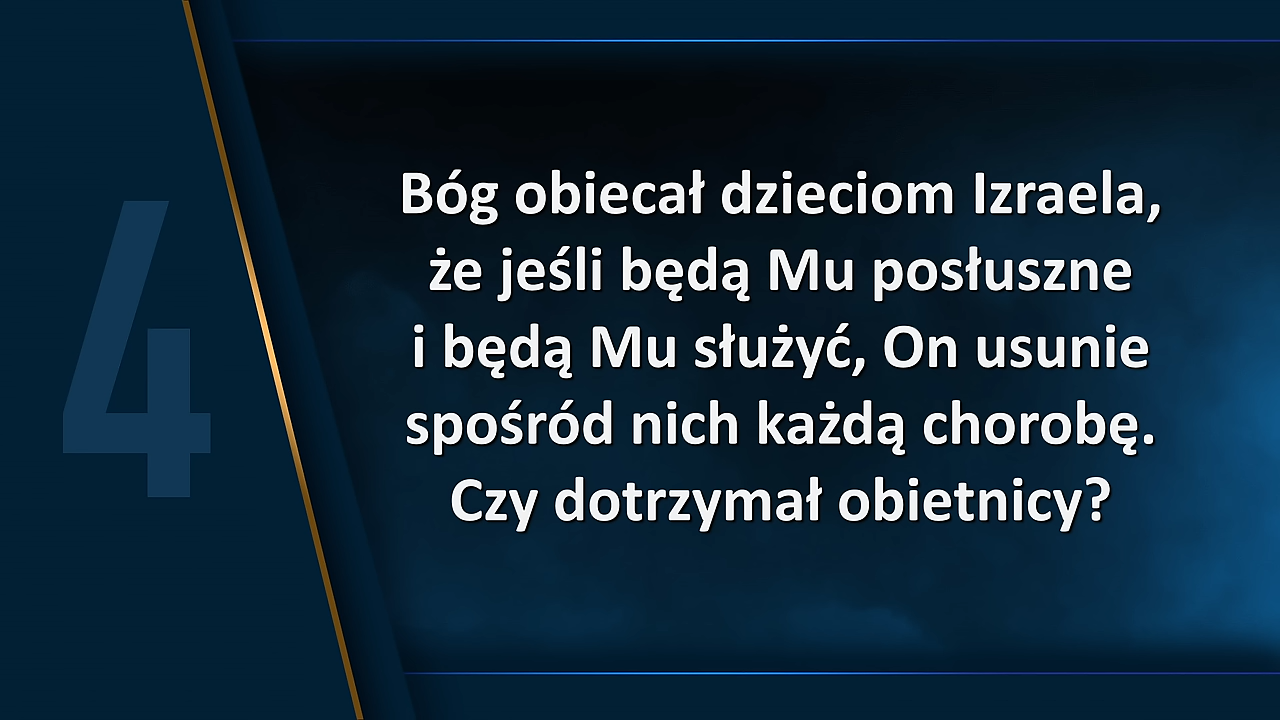 4
Bóg obiecał dzieciom Izraela,
że jeśli będą Mu posłuszne
i będą Mu służyć, On usunie
spośród nich każdą chorobę.
Czy dotrzymał obietnicy?